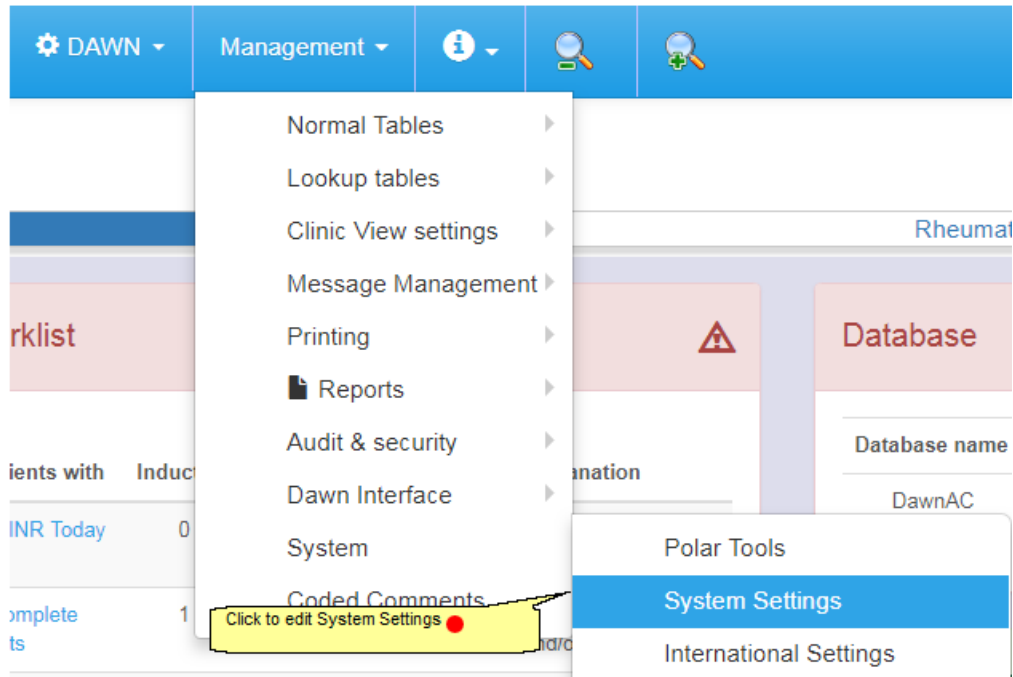 DAWN
Management
Normal Tables
Lookup tables
Clinic View settings
Rheumat
Message Management
rklist
Printing
Database
Reports
Audit & security
Database name
ients with
Induc
anation
Dawn Interface
DawnAC
INR Today
0
System
Polar Tools
Coded Comments
System Settings
omplete
1
Click to edit System Settings
ts
nd/c
International Settings